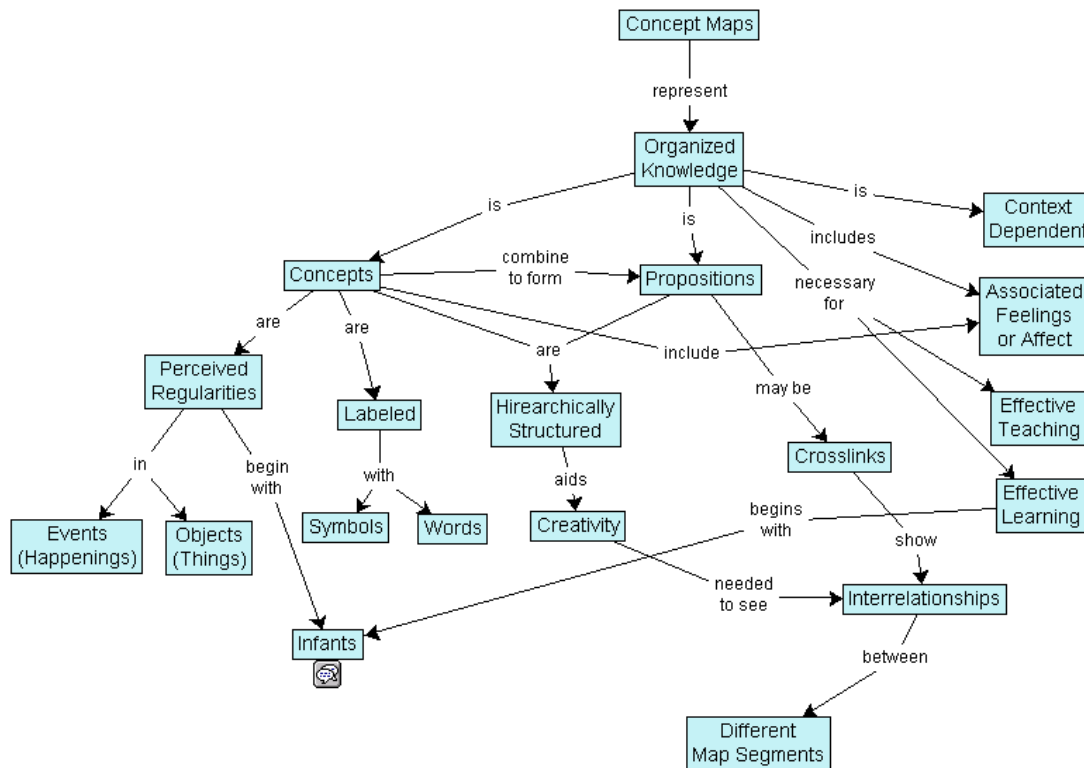 Concept Maps
represent
Organized
Knowledge
is
is
is
includes
necessary
for
Context
Dependent
Concepts
combine
to form
Propositions
Associated
Feelings
or Affect
are
are
are
include
may be
Perceived
Regularities
Labeled
Hirearchically
Structured
Effective
Teaching
Crosslinks
in
begin
with
with
aids
Effective
Learning
Events
(Happenings)
Objects
(Things)
Symbols
Words
Creativity
begins
with
show
needed
to see
Interrelationships
Infants
between
Different
Map Segments